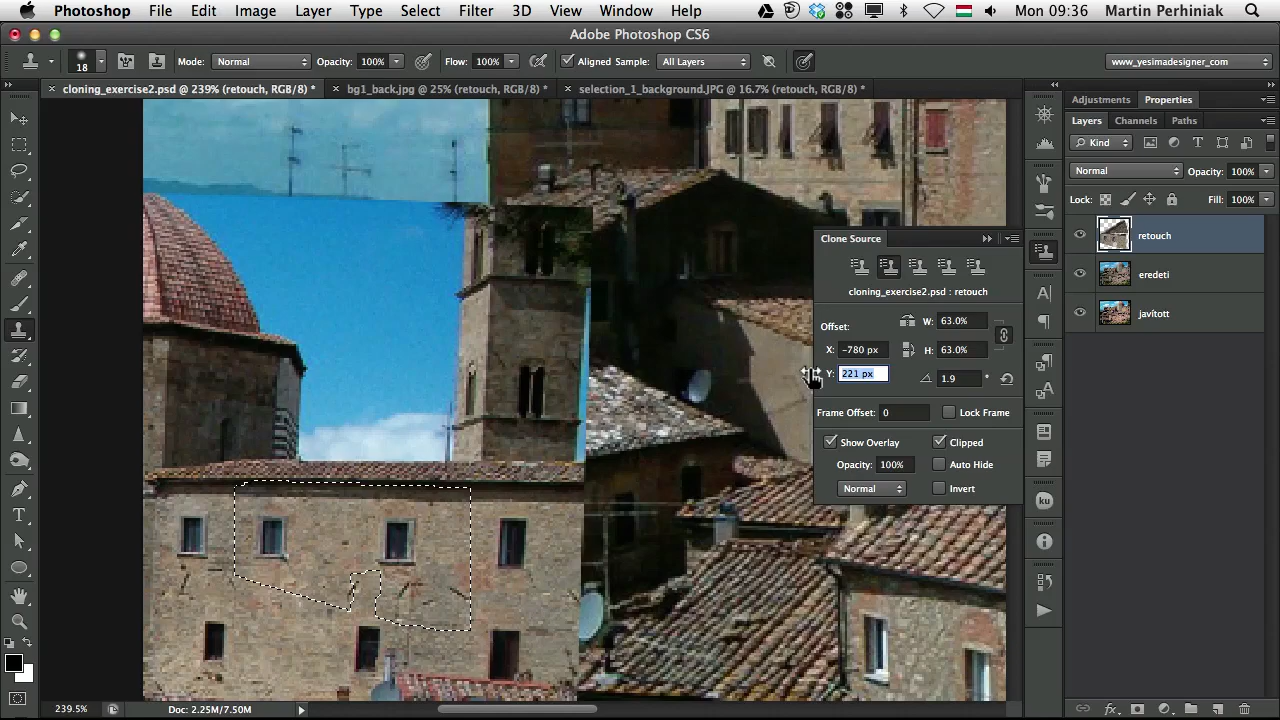 Photoshop File Edit Image Layer Type Select Filter 3D View Window Help Mon 09:36 Martin Perhiniak
Adobe Photoshop CS6
18 Mode: Normal Opacity: 100% Flow: 100% Aligned Sample: All Layers www_yesimadesigner_com
cloning_exercise2.psd @ 239% (retouch, RGB/8) * bg1_back.jpg @ 25% (retouch, RGB/8) * selection_1_background.JPG @ 16.7% (retouch, RGB/8) *
Adjustments Properties
Layers Channels Paths
Kind
Normal Opacity: 100%
Lock: Fill: 100%
retouch
eredeti
javított
Clone Source
cloning_exercise2.psd : retouch
Offset: W: 63.0%
X: -780 px H: 63.0%
Y: 221 px 1.9 °
Frame Offset: 0 Lock Frame
Show Overlay Clipped
Opacity: 100% Auto Hide
Normal Invert
A
T
ku
A
239.5% Doc: 2.25M/7.50M
fx